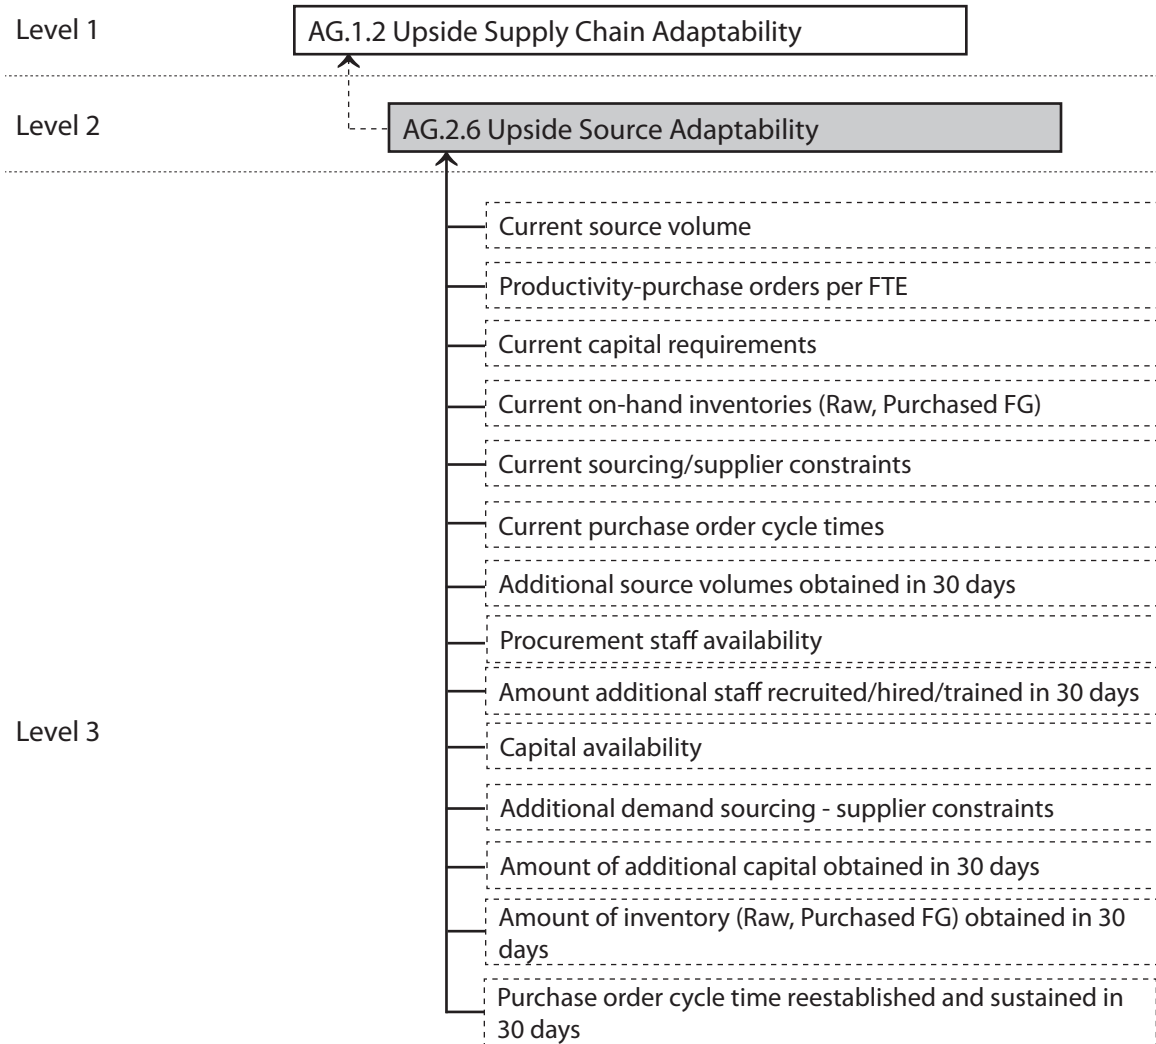 Level 1
AG.1.2 Upside Supply Chain Adaptability
Level 2
AG.2.6 Upside Source Adaptability
Current source volume
Productivity-purchase orders per FTE
Current capital requirements
Current on-hand inventories (Raw, Purchased FG)
Current sourcing/supplier constraints
Current purchase order cycle times
Additional source volumes obtained in 30 days
Procurement staff availability
Amount additional staff recruited/hired/trained in 30 days
Level 3
Capital availability
Additional demand sourcing - supplier constraints
Amount of additional capital obtained in 30 days
Amount of inventory (Raw, Purchased FG) obtained in 30
days
Purchase order cycle time reestablished and sustained in
30 days